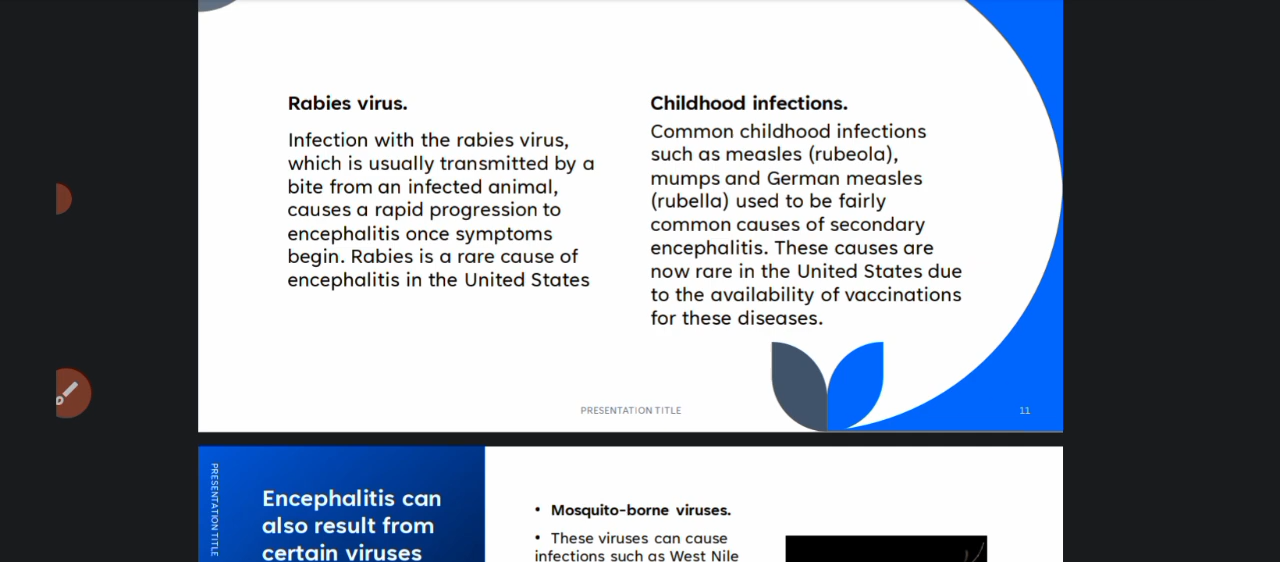 Rabies virus.
Infection with the rabies virus,
which is usually transmitted by a
bite from an infected animal,
causes a rapid progression to
encephalitis once symptoms
begin. Rabies is a rare cause of
encephalitis in the United States
Childhood infections.
Common childhood infections
such as measles (rubeola),
mumps and German measles
(rubella) used to be fairly
common causes of secondary
encephalitis. These causes are
now rare in the United States due
to the availability of vaccinations
for these diseases.
PRESENTATION TITLE
11
PRESENTATION TITLE
Encephalitis can
also result from
certain viruses
• Mosquito-borne viruses.
• These viruses can cause
infections such as West Nile